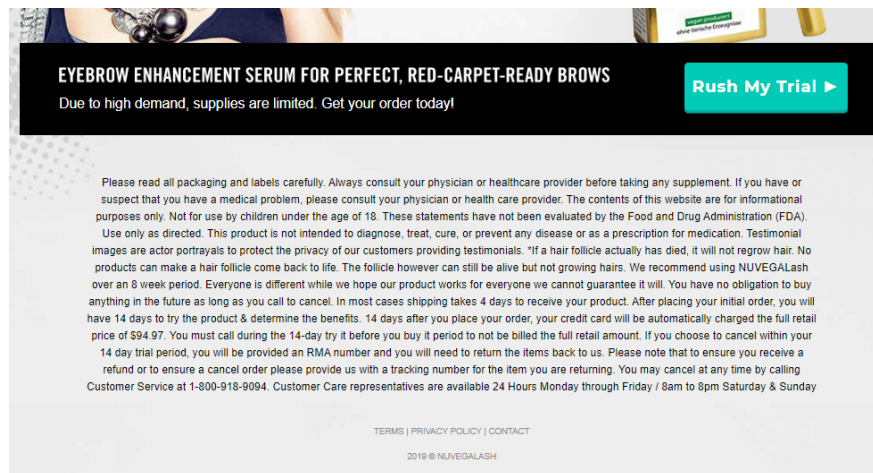 vegan produziert
ohne tierische Erzeugnisse
EYEBROW ENHANCEMENT SERUM FOR PERFECT, RED-CARPET-READY BROWS
Due to high demand, supplies are limited. Get your order today!
Rush My Trial ►
Please read all packaging and labels carefully. Always consult your physician or healthcare provider before taking any supplement. If you have or
suspect that you have a medical problem, please consult your physician or health care provider. The contents of this website are for informational
purposes only. Not for use by children under the age of 18. These statements have not been evaluated by the Food and Drug Administration (FDA).
Use only as directed. This product is not intended to diagnose, treat, cure, or prevent any disease or as a prescription for medication. Testimonial
images are actor portrayals to protect the privacy of our customers providing testimonials. *If a hair follicle actually has died, it will not regrow hair. No
products can make a hair follicle come back to life. The follicle however can still be alive but not growing hairs. We recommend using NUVEGALash
over an 8 week period. Everyone is different while we hope our product works for everyone we cannot guarantee it will. You have no obligation to buy
anything in the future as long as you call to cancel. In most cases shipping takes 4 days to receive your product. After placing your initial order, you will
have 14 days to try the product & determine the benefits. 14 days after you place your order, your credit card will be automatically charged the full retail
price of $94.97. You must call during the 14-day try it before you buy it period to not be billed the full retail amount. If you choose to cancel within your
14 day trial period, you will be provided an RMA number and you will need to return the items back to us. Please note that to ensure you receive a
refund or to ensure a cancel order please provide us with a tracking number for the item you are returning. You may cancel at any time by calling
Customer Service at 1-800-918-9094. Customer Care representatives are available 24 Hours Monday through Friday / 8am to 8pm Saturday & Sunday
TERMS | PRIVACY POLICY | CONTACT
2019 © NUVEGALASH